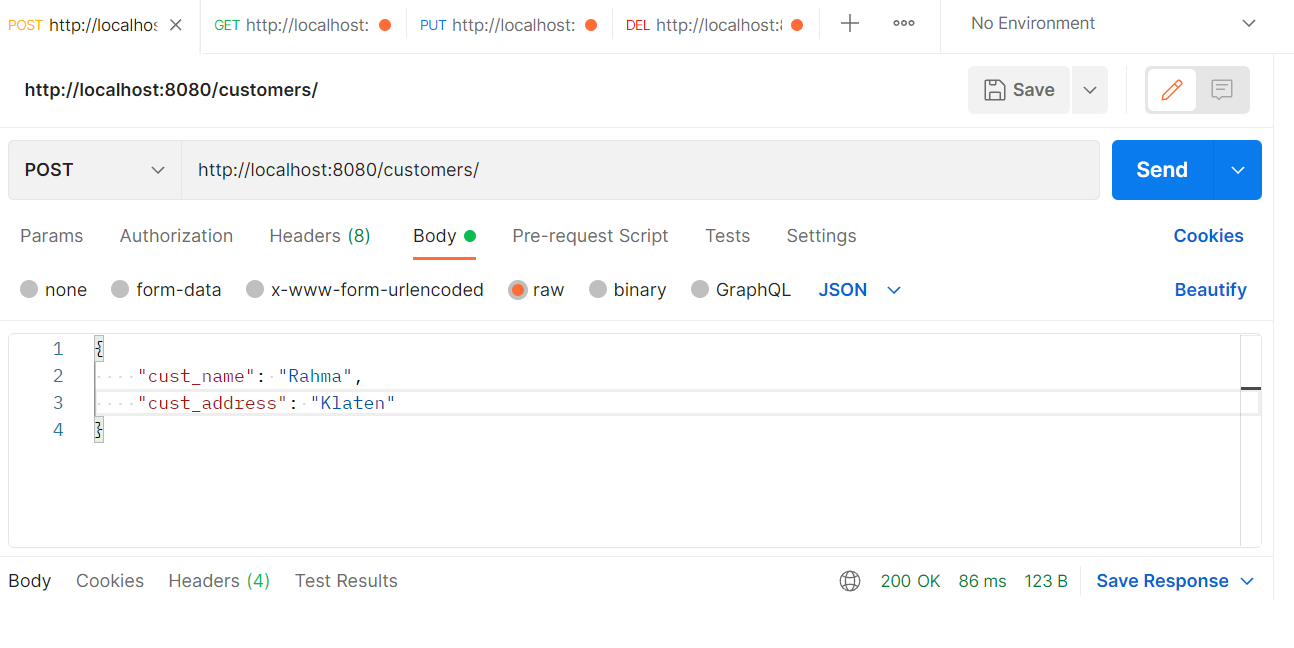 POST http://localhos GET http://localhost: PUT http://localhost: DEL http://localhost: No Environment
http://localhost:8080/customers/ Save
POST http://localhost:8080/customers/ Send
Params Authorization Headers (8) Body Pre-request Script Tests Settings Cookies
none form-data x-www-form-urlencoded raw binary GraphQL JSON Beautify
1 {
2 "cust_name": "Rahma",
3 "cust_address": "Klaten"
4 }
Body Cookies Headers (4) Test Results 200 OK 86 ms 123 B Save Response